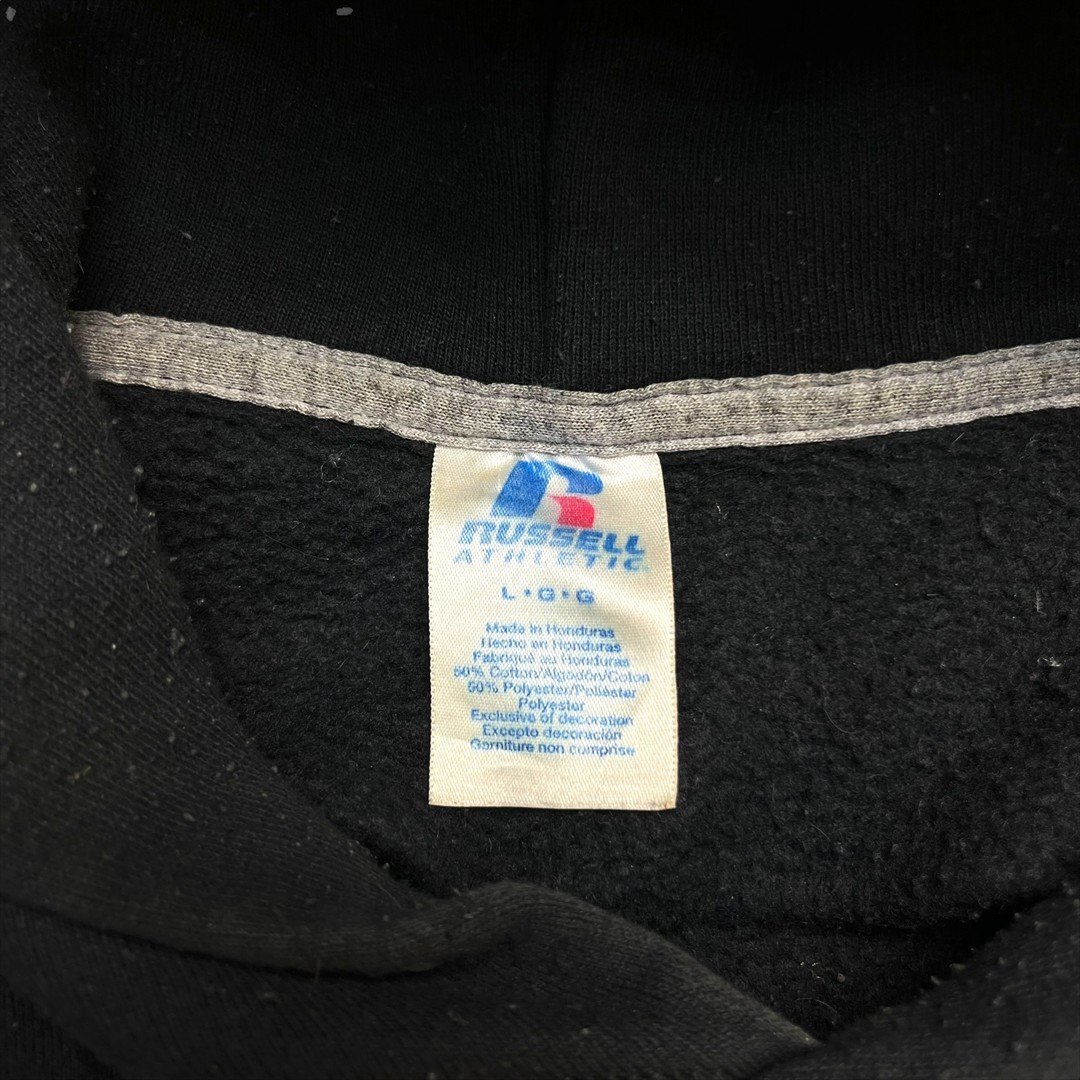 R
RUSSELL
ATHLETIC
L • G • G
Made in Honduras
Hecho en Honduras
Fabriqué au Honduras
50% Cotton/Algodón/Coton
50% Polyester/Poliéster
Polyester
Exclusive of decoration
Excepto decoración
Garniture non comprise